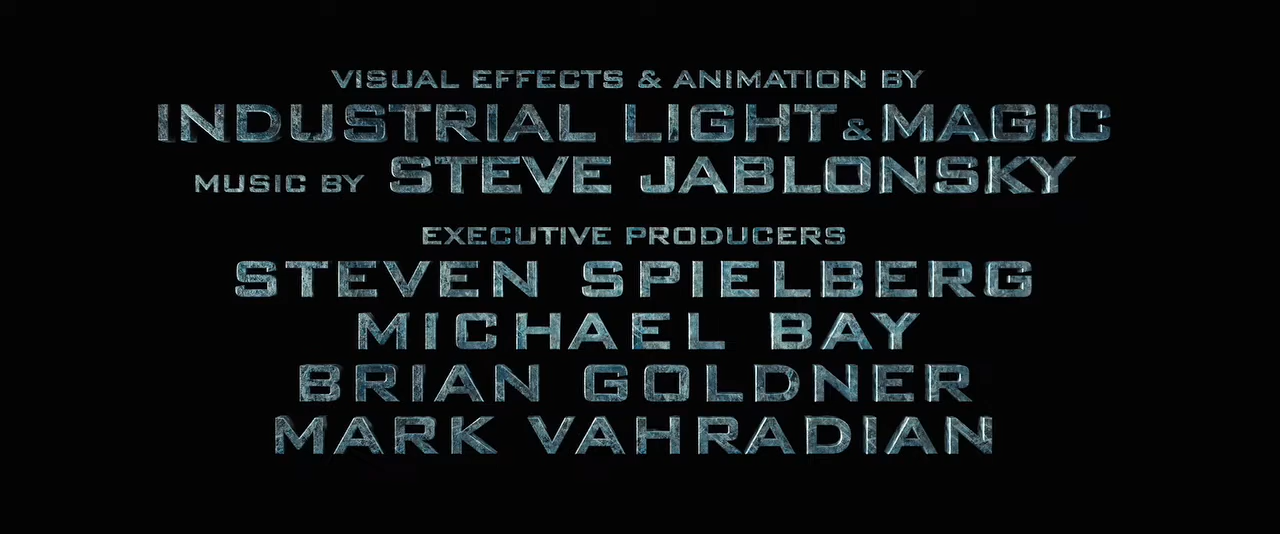 VISUAL EFFECTS & ANIMATION BY
INDUSTRIAL LIGHT & MAGIC
MUSIC BY STEVE JABLONSKY
EXECUTIVE PRODUCERS
STEVEN SPIELBERG
MICHAEL BAY
BRIAN GOLDNER
MARK VAHRADIAN